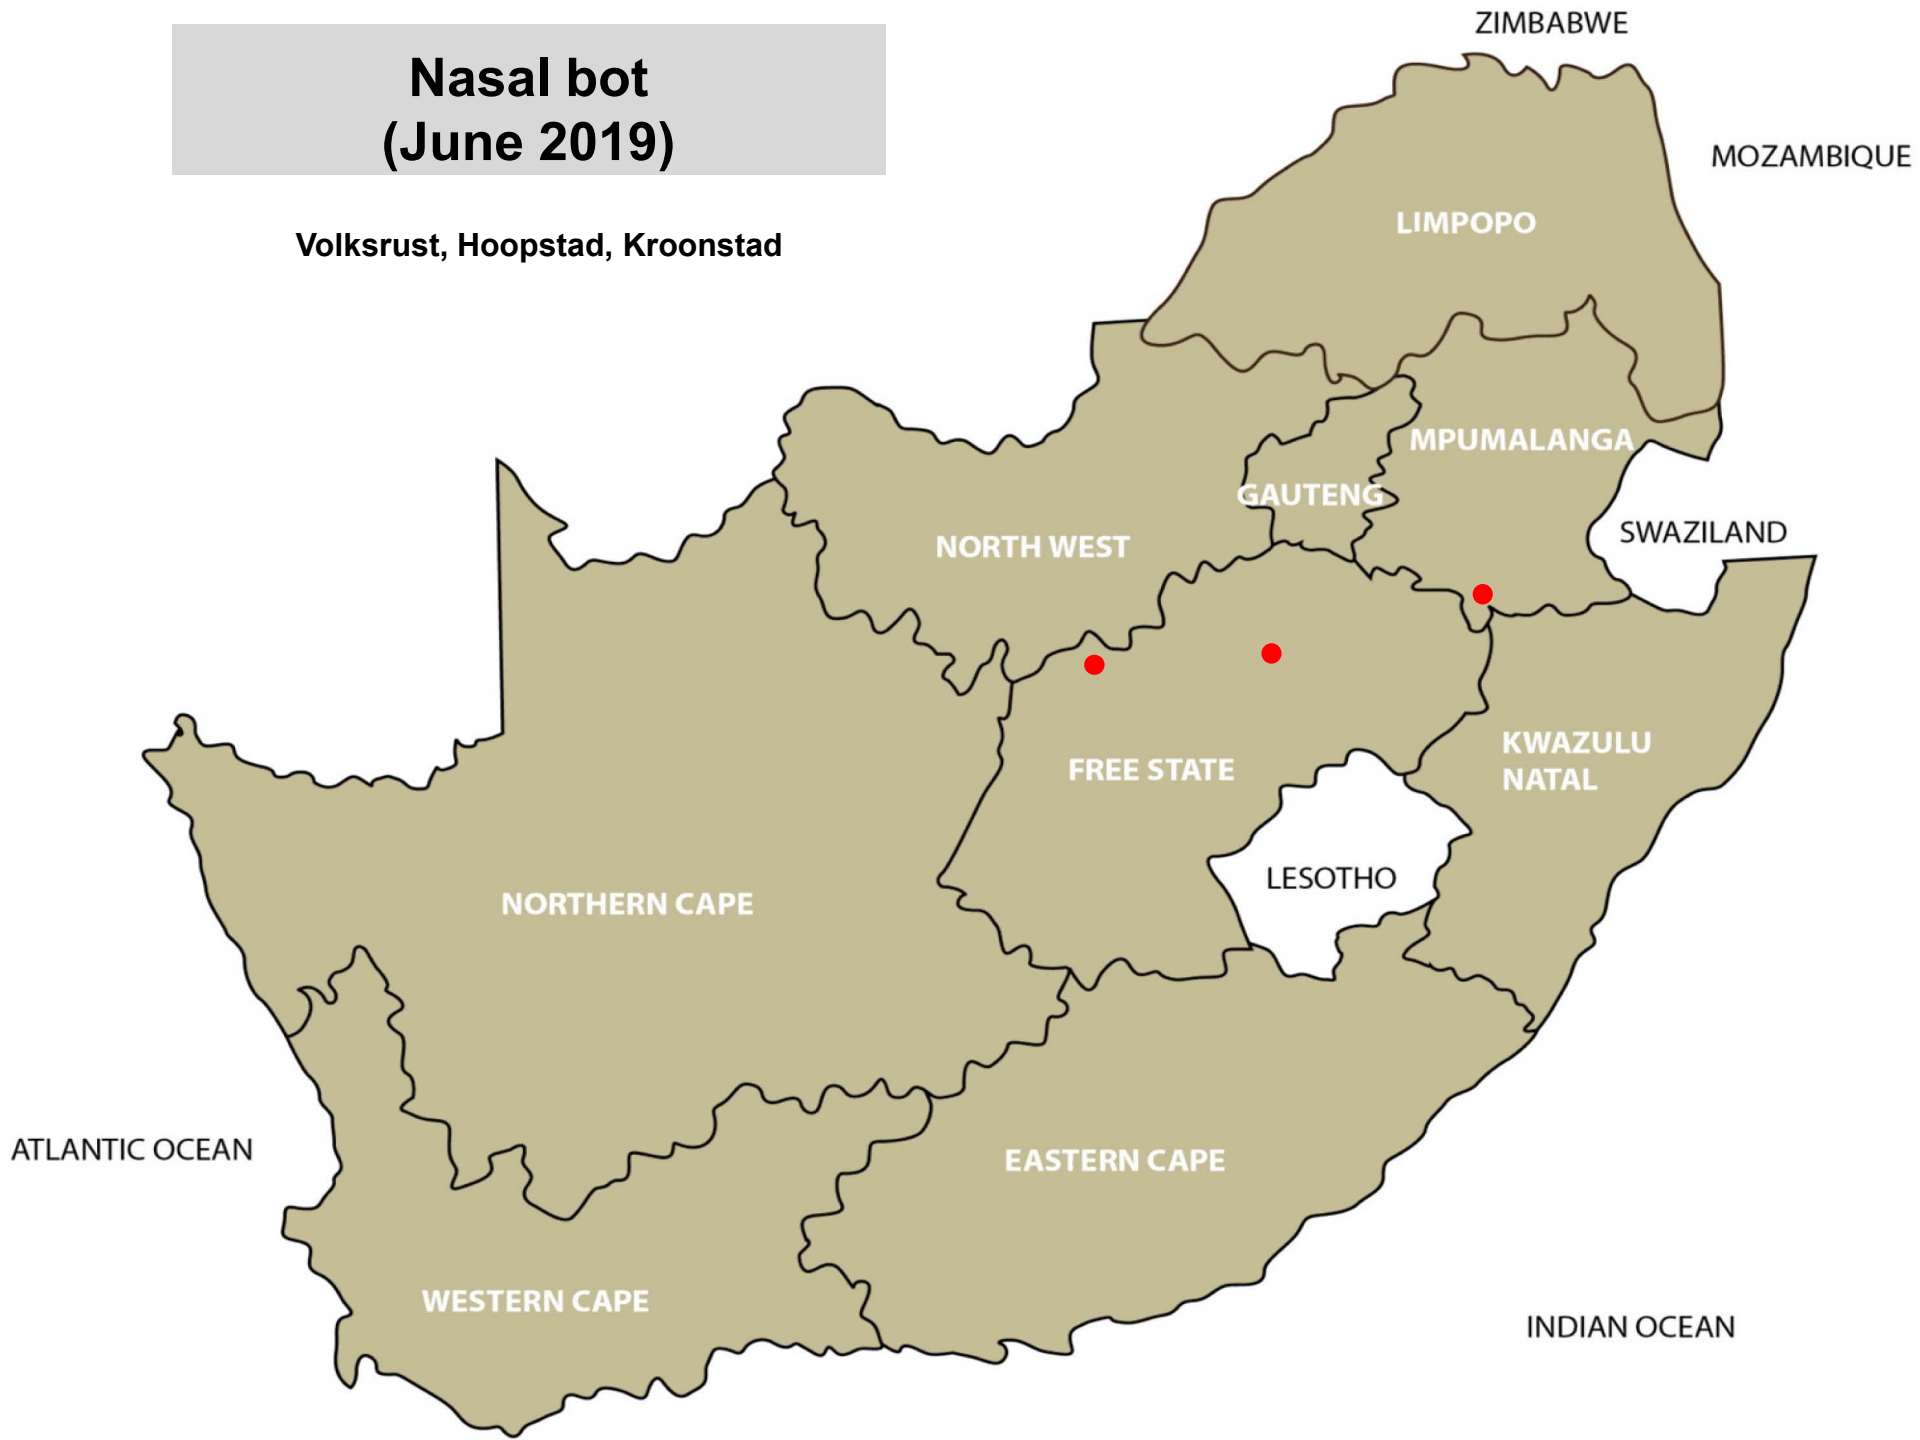 Nasal bot
(June 2019)
Volksrust, Hoopstad, Kroonstad
ZIMBABWE
MOZAMBIQUE
LIMPOPO
MPUMALANGA
GAUTENG
SWAZILAND
NORTH WEST
KWAZULU
NATAL
FREE STATE
LESOTHO
NORTHERN CAPE
ATLANTIC OCEAN
EASTERN CAPE
WESTERN CAPE
INDIAN OCEAN